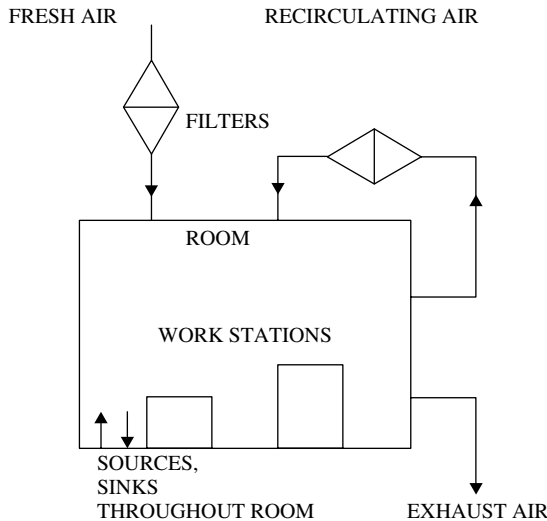 FRESH AIR
RECIRCULATING AIR
FILTERS
ROOM
WORK STATIONS
SOURCES,
SINKS
THROUGHOUT ROOM
EXHAUST AIR